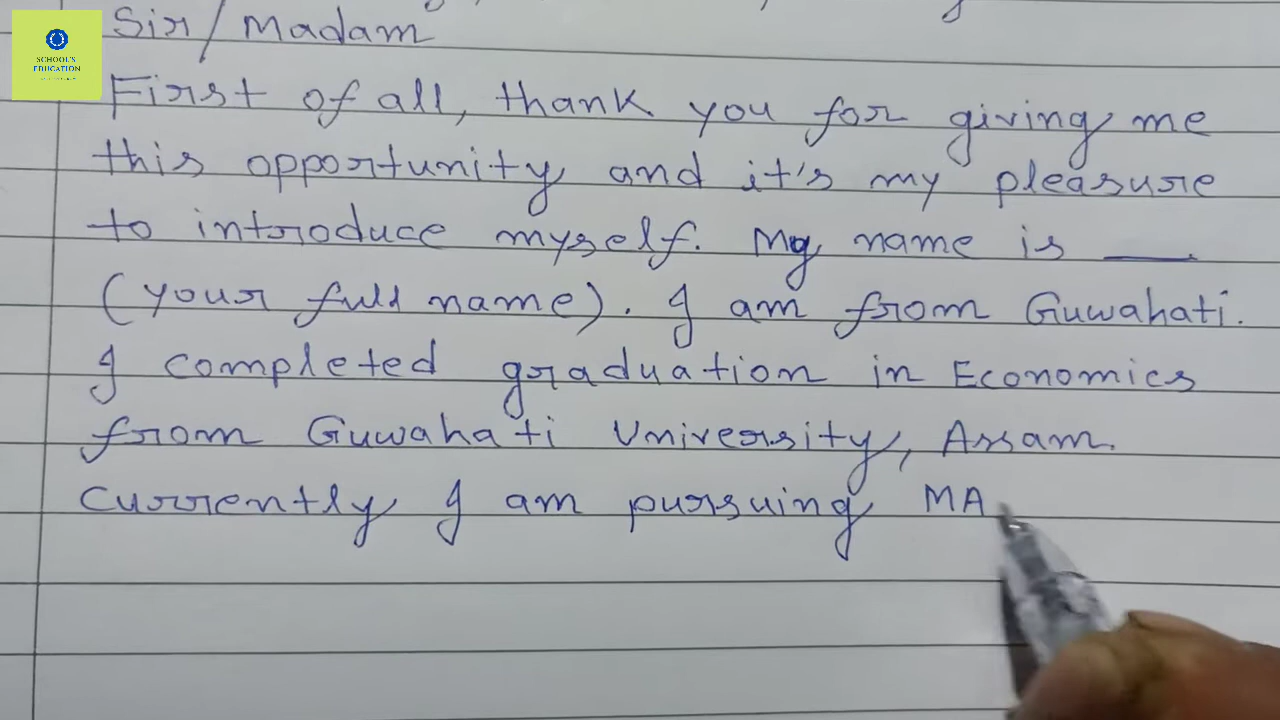 Sir/Madam
First of all, thank you for giving me
this opportunity and it's my pleasure
to introduce myself. My name is ____
(your full name). I am from Guwahati.
I completed graduation in Economics
from Guwahati University, Assam.
Currently I am pursuing MA
SCHOOL'S
EDUCATION